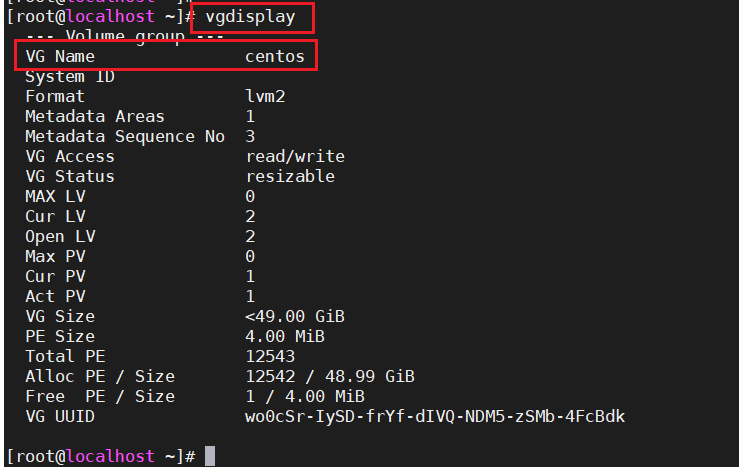 [root@localhost ~]# vgdisplay
--- Volume group ---
VG Name centos
System ID
Format lvm2
Metadata Areas 1
Metadata Sequence No 3
VG Access read/write
VG Status resizable
MAX LV 0
Cur LV 2
Open LV 2
Max PV 0
Cur PV 1
Act PV 1
VG Size <49.00 GiB
PE Size 4.00 MiB
Total PE 12543
Alloc PE / Size 12542 / 48.99 GiB
Free PE / Size 1 / 4.00 MiB
VG UUID wo0cSr-IySD-frYf-dIVQ-NDM5-zSMb-4FcBdk
[root@localhost ~]#